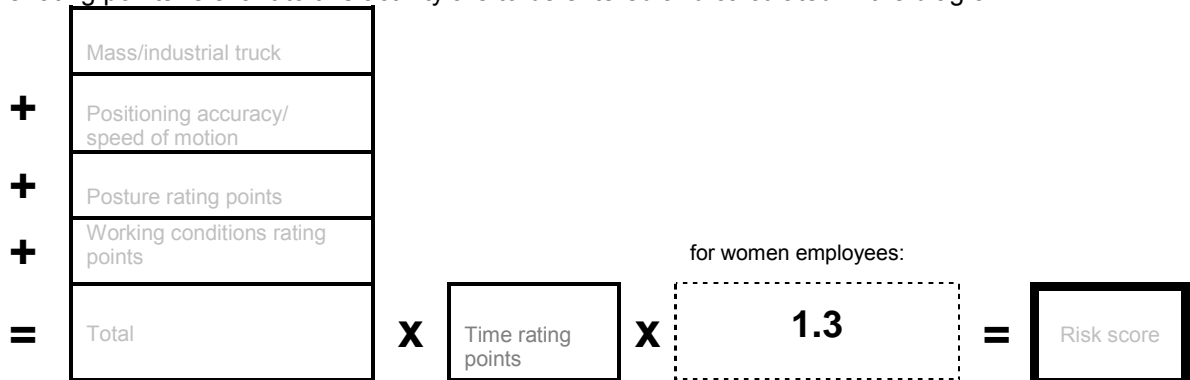 Mass/industrial truck
+
Positioning accuracy/
speed of motion
+
Posture rating points
+
Working conditions rating
points
for women employees:
=
Total
X
Time rating
points
X
1.3
=
Risk score